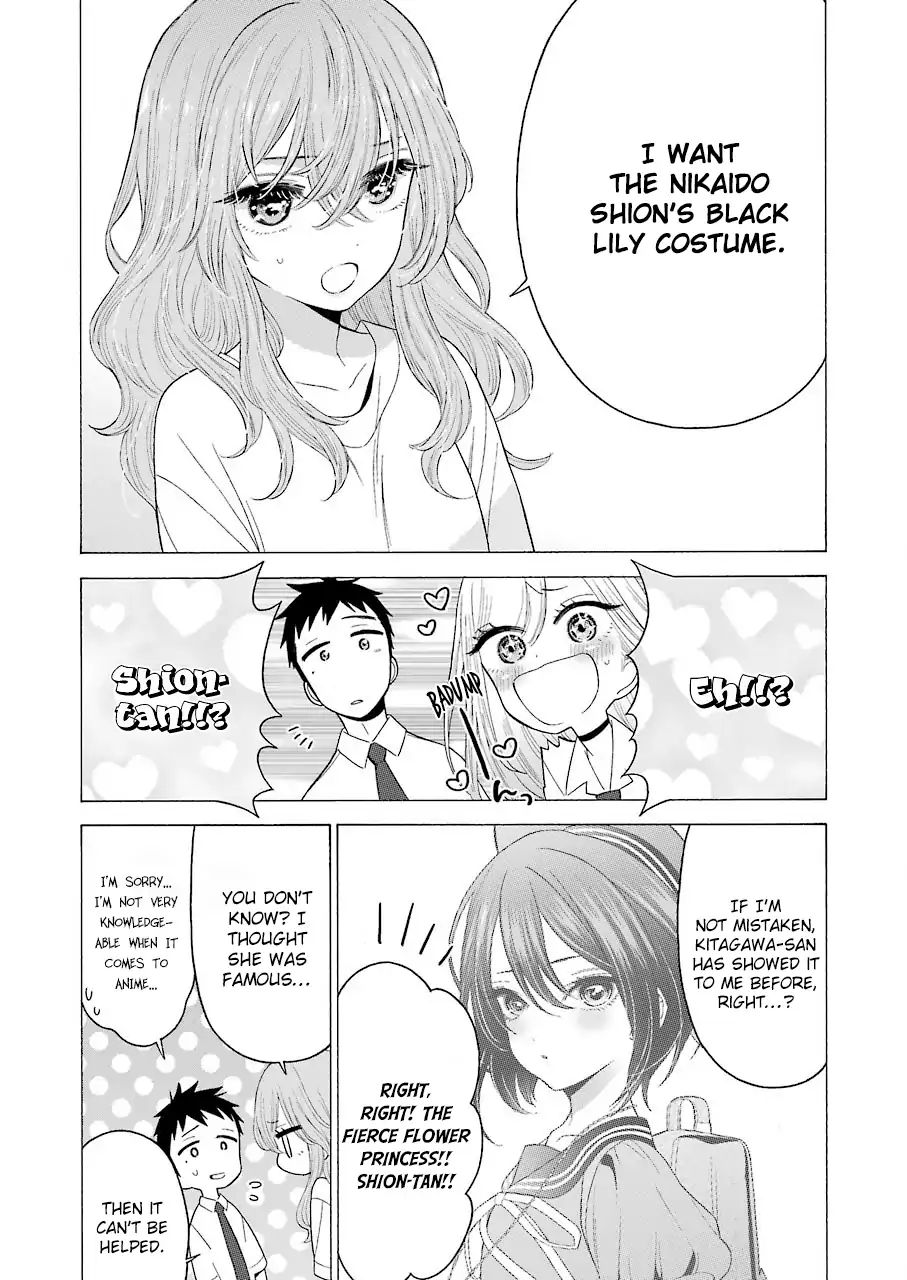 I WANT
THE NIKAIDO
SHION'S BLACK
LILY COSTUME.
Eh!!?
BADUMP
Shion-
tan!!?
IF I'M
NOT MISTAKEN,
KITAGAWA-SAN
HAS SHOWED IT
TO ME BEFORE,
RIGHT...?
RIGHT,
RIGHT! THE
FIERCE FLOWER
PRINCESS!!
SHION-TAN!!
YOU DON'T
KNOW? I
THOUGHT
SHE WAS
FAMOUS...
I'M SORRY...
I'M NOT VERY
KNOWLEDGE-
ABLE WHEN IT
COMES TO
ANIME...
THEN IT
CAN'T BE
HELPED.